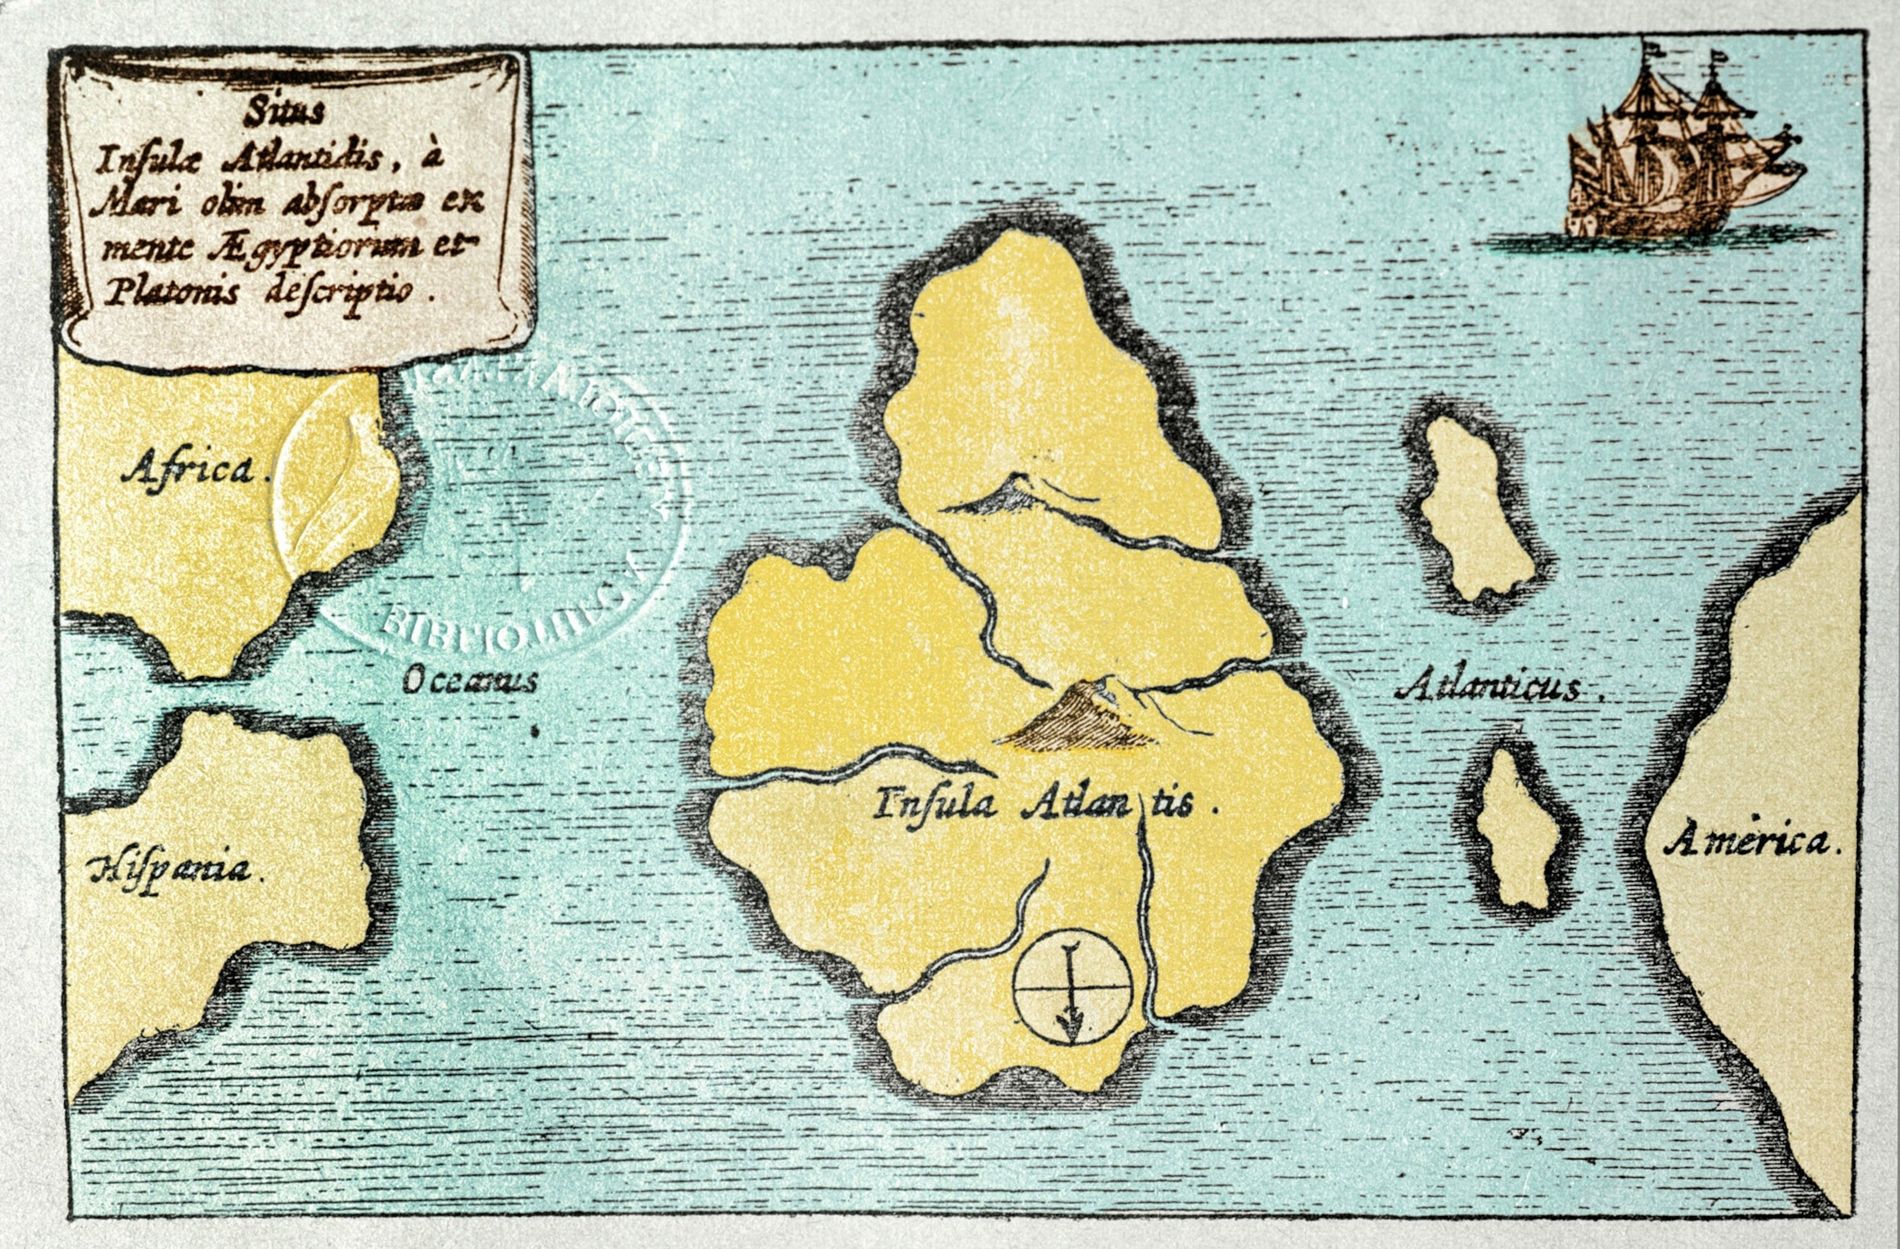 Situs
Inſulæ Atlantidis, à
Mari olim abſorptæ ex
mente Ægyptiorum et
Platonis deſcriptio.
Africa.
Oceanus
Atlanticus.
Inſula Atlantis.
Hiſpania.
America.
BIBLIOTHECA